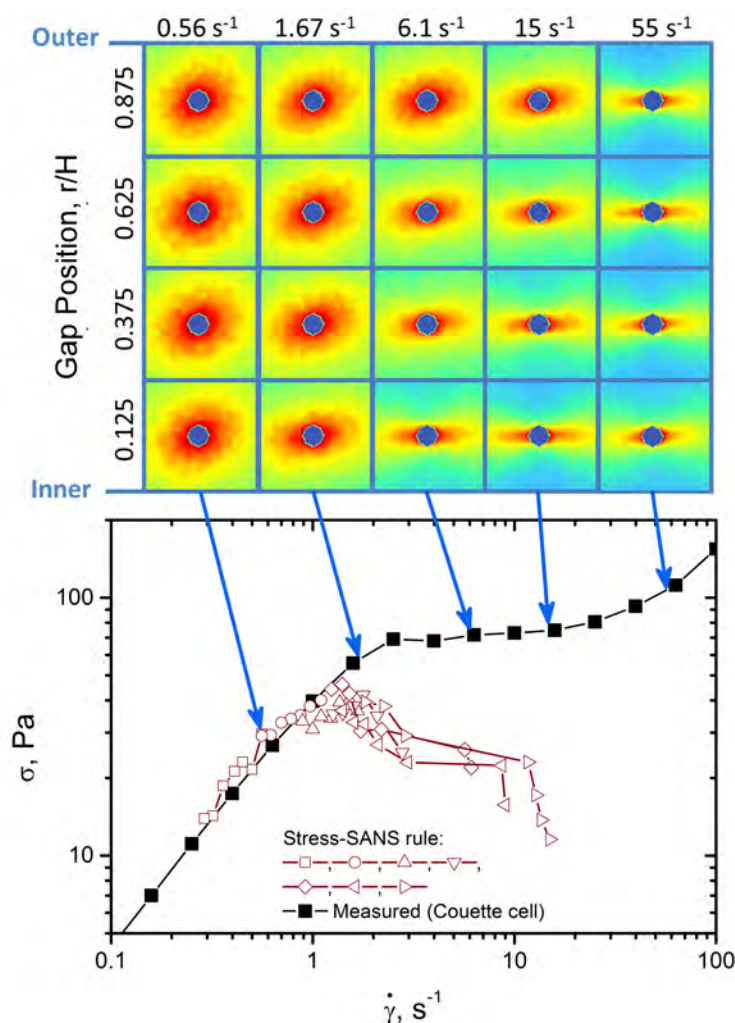 0.56 s⁻¹ 1.67 s⁻¹ 6.1 s⁻¹ 15 s⁻¹ 55 s⁻¹
Outer
0.875
0.625
Gap Position, r/H
0.375
0.125
Inner
100
σ, Pa
10
Stress-SANS rule:
, , , ,
, ,
Measured (Couette cell)
0.1 1 10 100
γ̇, s⁻¹